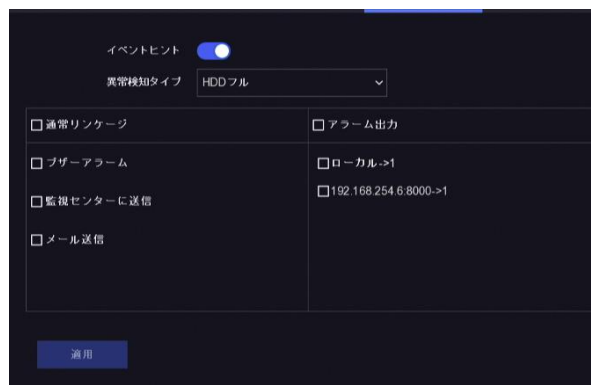 イベントヒント
異常検知タイプ HDDフル
通常リンケージ アラーム出力
ブザーアラーム ローカル->1
監視センターに送信 192.168.254.6:8000->1
メール送信
適用